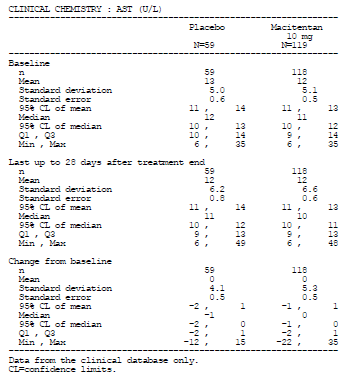 CLINICAL CHEMISTRY : AST (U/L)
Placebo Macitentan
10 mg
N=59 N=119
Baseline
n 59 118
Mean 13 12
Standard deviation 5.0 5.1
Standard error 0.6 0.5
95% CL of mean 11 , 14 11 , 13
Median 12 11
95% CL of median 10 , 13 10 , 12
Q1 , Q3 10 , 14 9 , 14
Min , Max 6 , 35 6 , 35
Last up to 28 days after treatment end
n 59 118
Mean 12 12
Standard deviation 6.2 6.6
Standard error 0.8 0.6
95% CL of mean 11 , 14 11 , 13
Median 11 10
95% CL of median 10 , 12 10 , 11
Q1 , Q3 9 , 13 9 , 13
Min , Max 6 , 49 6 , 48
Change from baseline
n 59 118
Mean 0 0
Standard deviation 4.1 5.3
Standard error 0.5 0.5
95% CL of mean -2 , 1 -1 , 1
Median -1 0
95% CL of median -2 , 0 -1 , 0
Q1 , Q3 -2 , 1 -2 , 1
Min , Max -12 , 15 -22 , 35
Data from the clinical database only.
CL=confidence limits.